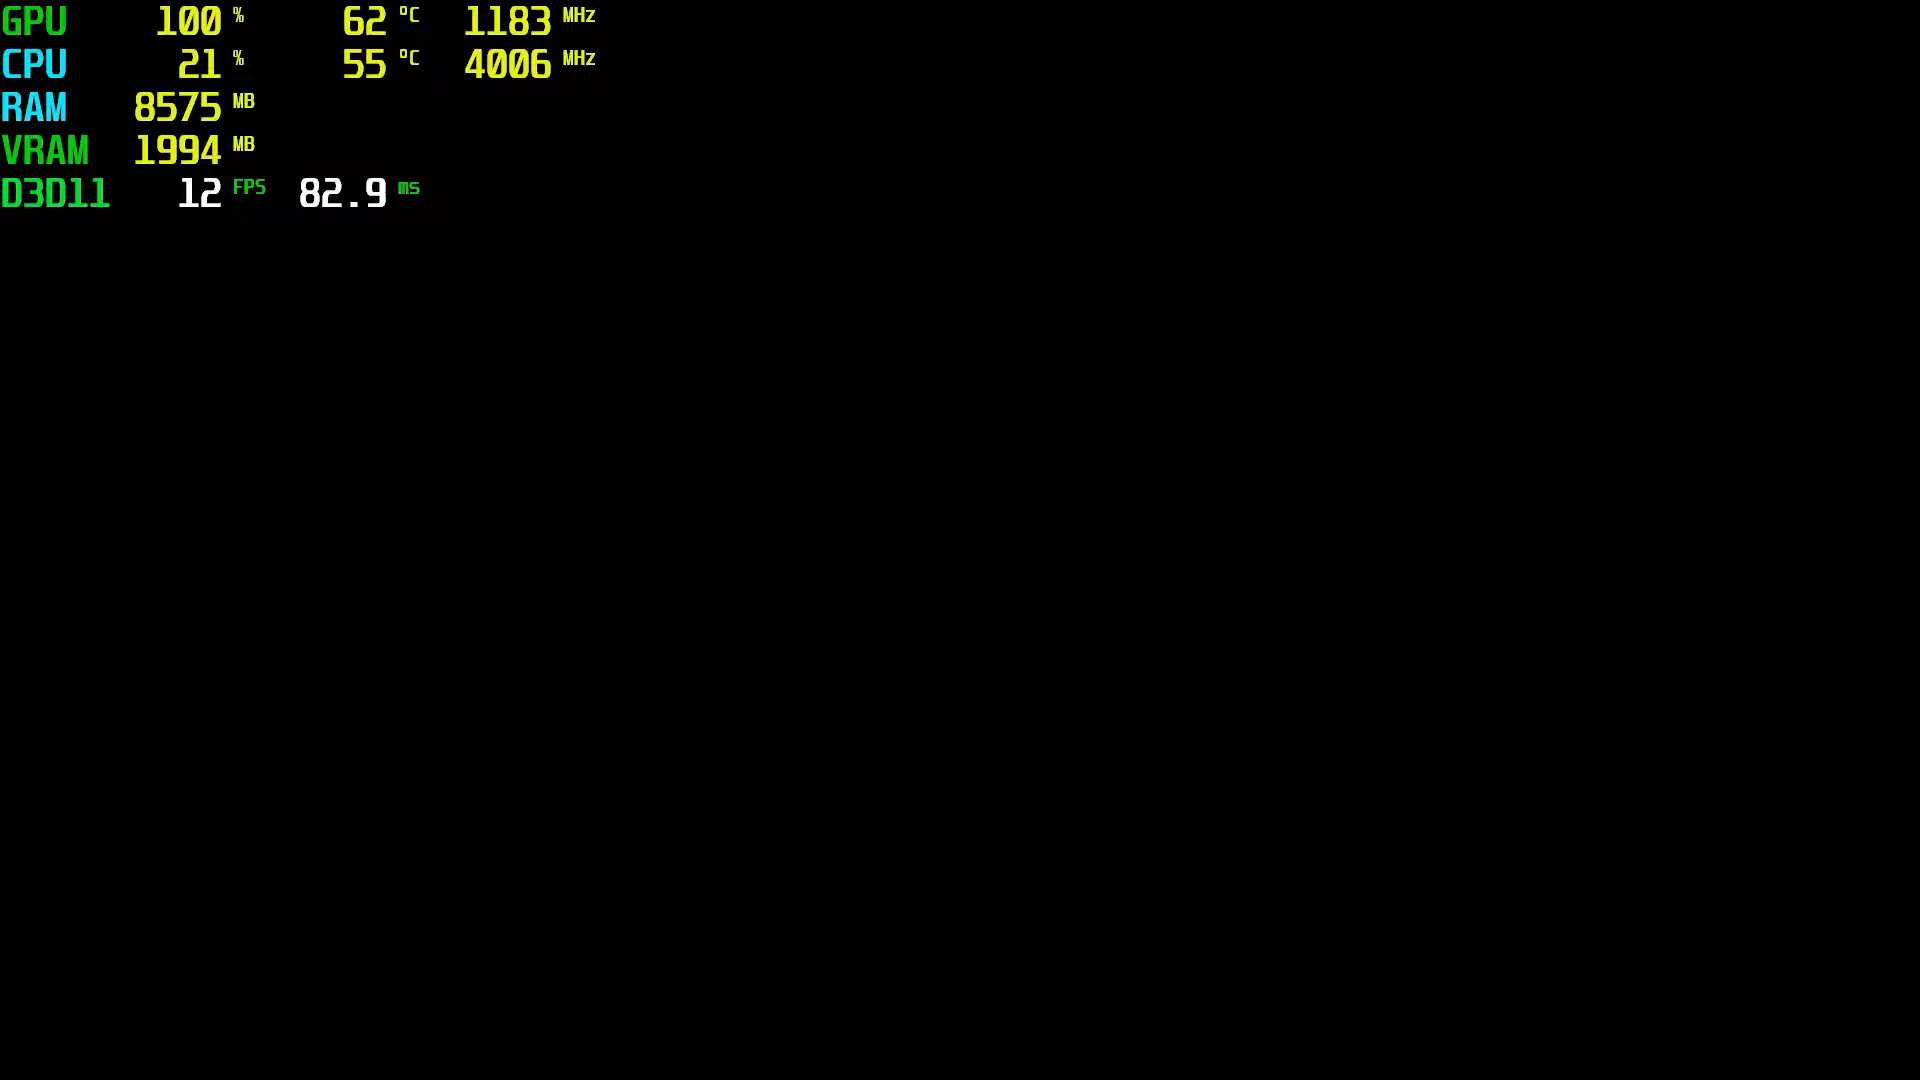 GPU 100 % 62 °C 1183 MHz
CPU 21 % 55 °C 4006 MHz
RAM 8575 MB
VRAM 1994 MB
D3D11 12 FPS 82.9 ms